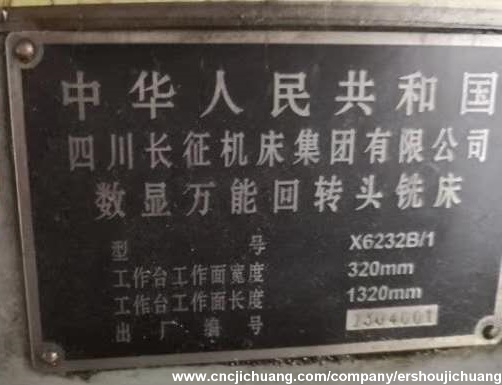 中华人民共和国
四川长征机床集团有限公司
数显万能回转头铣床
型号 X6232B/1
工作台工作面宽度 320mm
工作台工作面长度 1320mm
出厂编号 2304001
www.cncjichuang.com/company/ershoujichuang